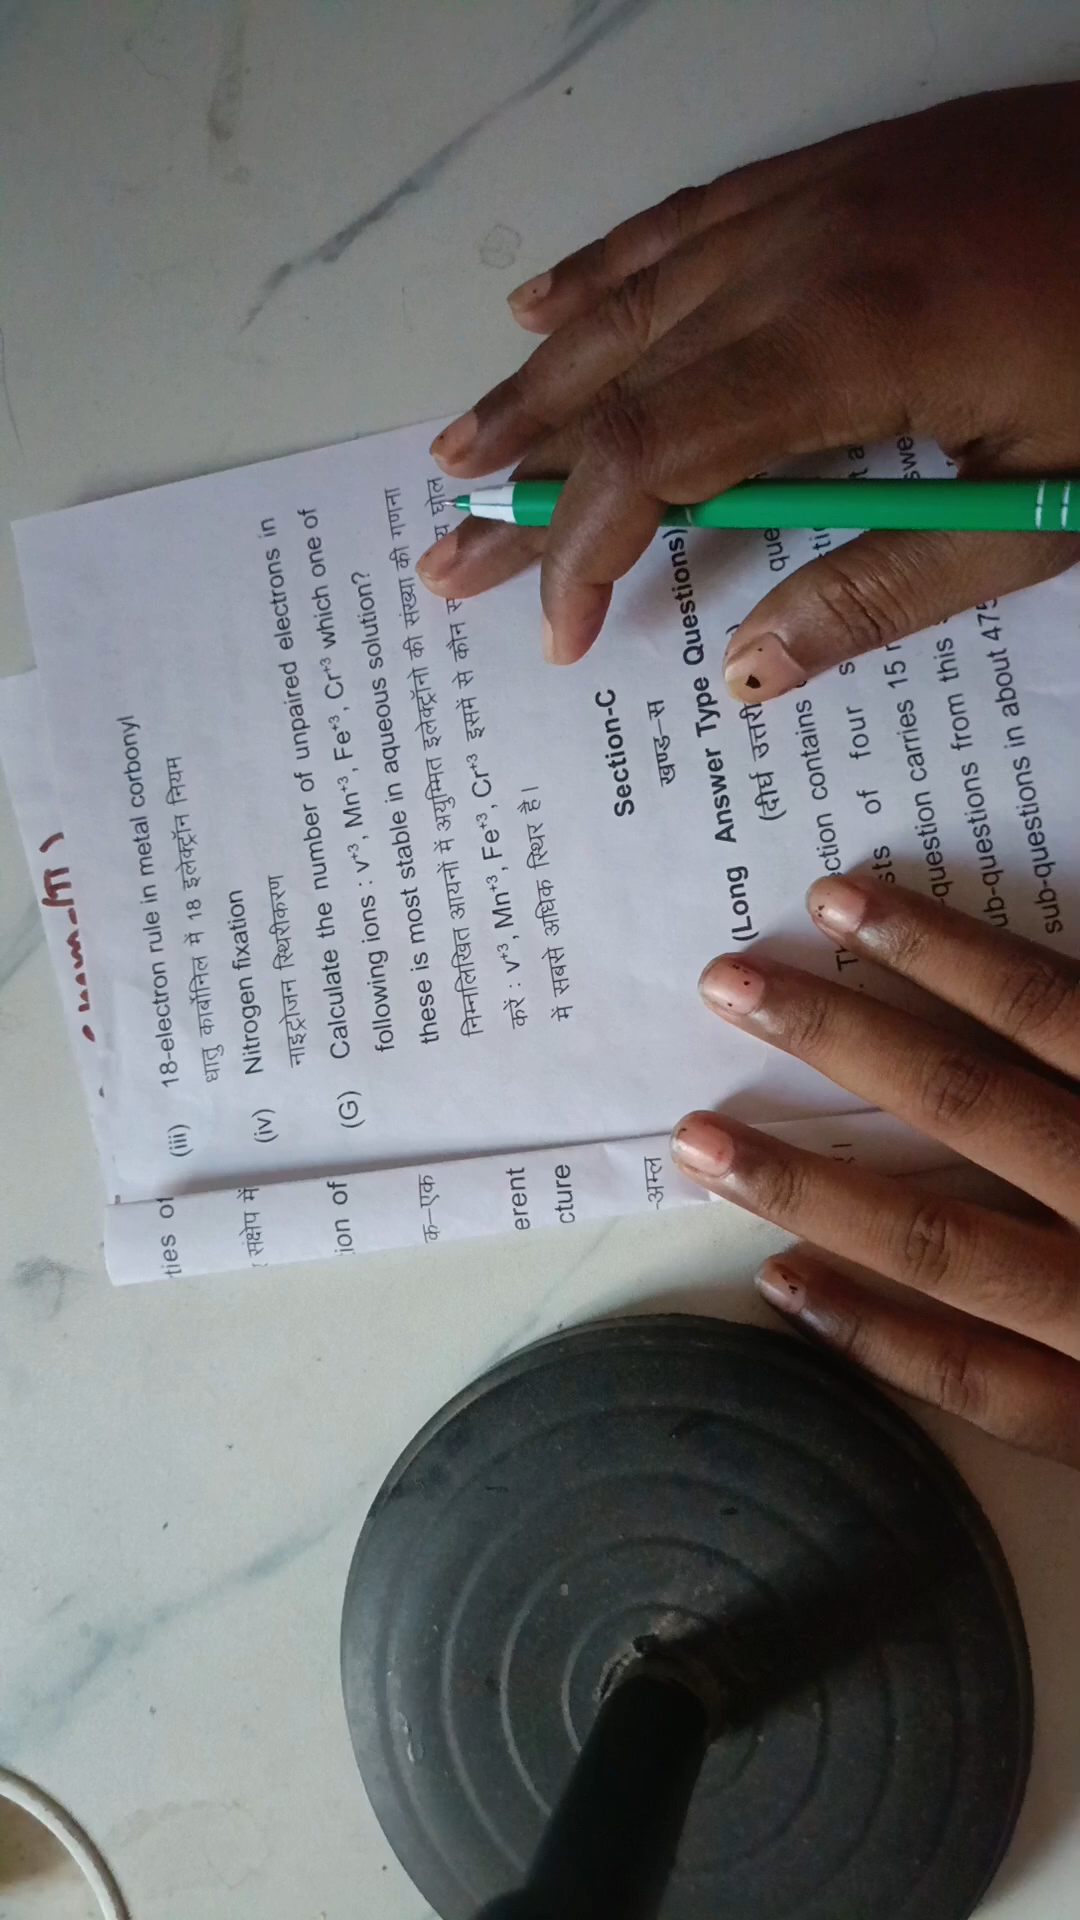 (iii) 18-electron rule in metal corbonyl
धातु कार्बोनिल में 18 इलेक्ट्रॉन नियम
(iv) Nitrogen fixation
नाइट्रोजन स्थिरीकरण
(G) Calculate the number of unpaired electrons in
following ions : v⁺³, Mn⁺³, Fe⁺³, Cr⁺³ which one of
these is most stable in aqueous solution?
निम्नलिखित आयनों में अयुग्मित इलेक्ट्रॉनो की संख्या की गणना
करें : v⁺³, Mn⁺³, Fe⁺³, Cr⁺³ इसमें से कौन घोल
में सबसे अधिक स्थिर है।
Section-C
खण्ड-स
(Long Answer Type Questions)
(दीर्घ उत्तरी
ction contains
sts of four
question carries 15
ub-questions from this
sub-questions in about 475
ties of
संक्षेप में
ion of
क-एक
erent
cture
-अम्ल